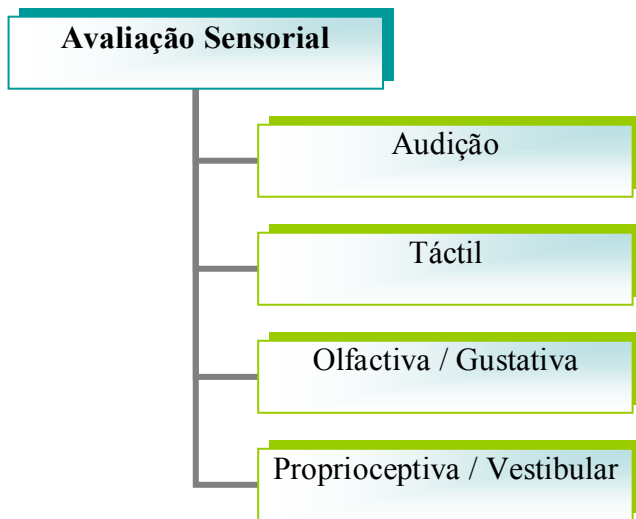 Avaliação Sensorial
Audição
Táctil
Olfactiva / Gustativa
Proprioceptiva / Vestibular